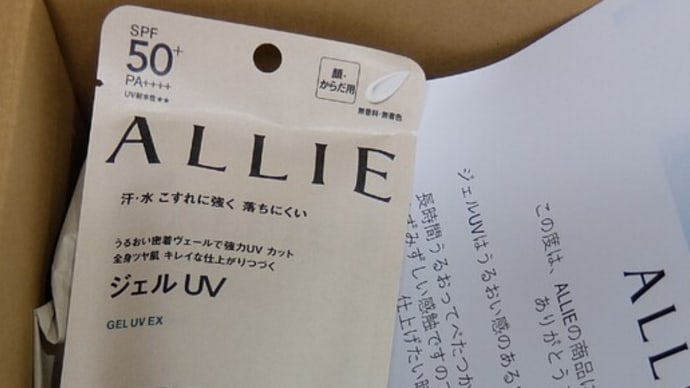 SPF
50+
PA++++
UV耐水性★★
顔・
からだ用
無香料・無着色
ALLIE
汗・水 こすれに強く 落ちにくい
うるおい密着ヴェールで強力UV カット
全身ツヤ肌 キレイな仕上がりつづく
ジェル UV
GEL UV EX
ALL
この度は、ALLIEの商品
ありがとう
ジェルUVはうるおい感のある
長時間うるおってべたつか
ずみずしい感触ですの
仕上げたい